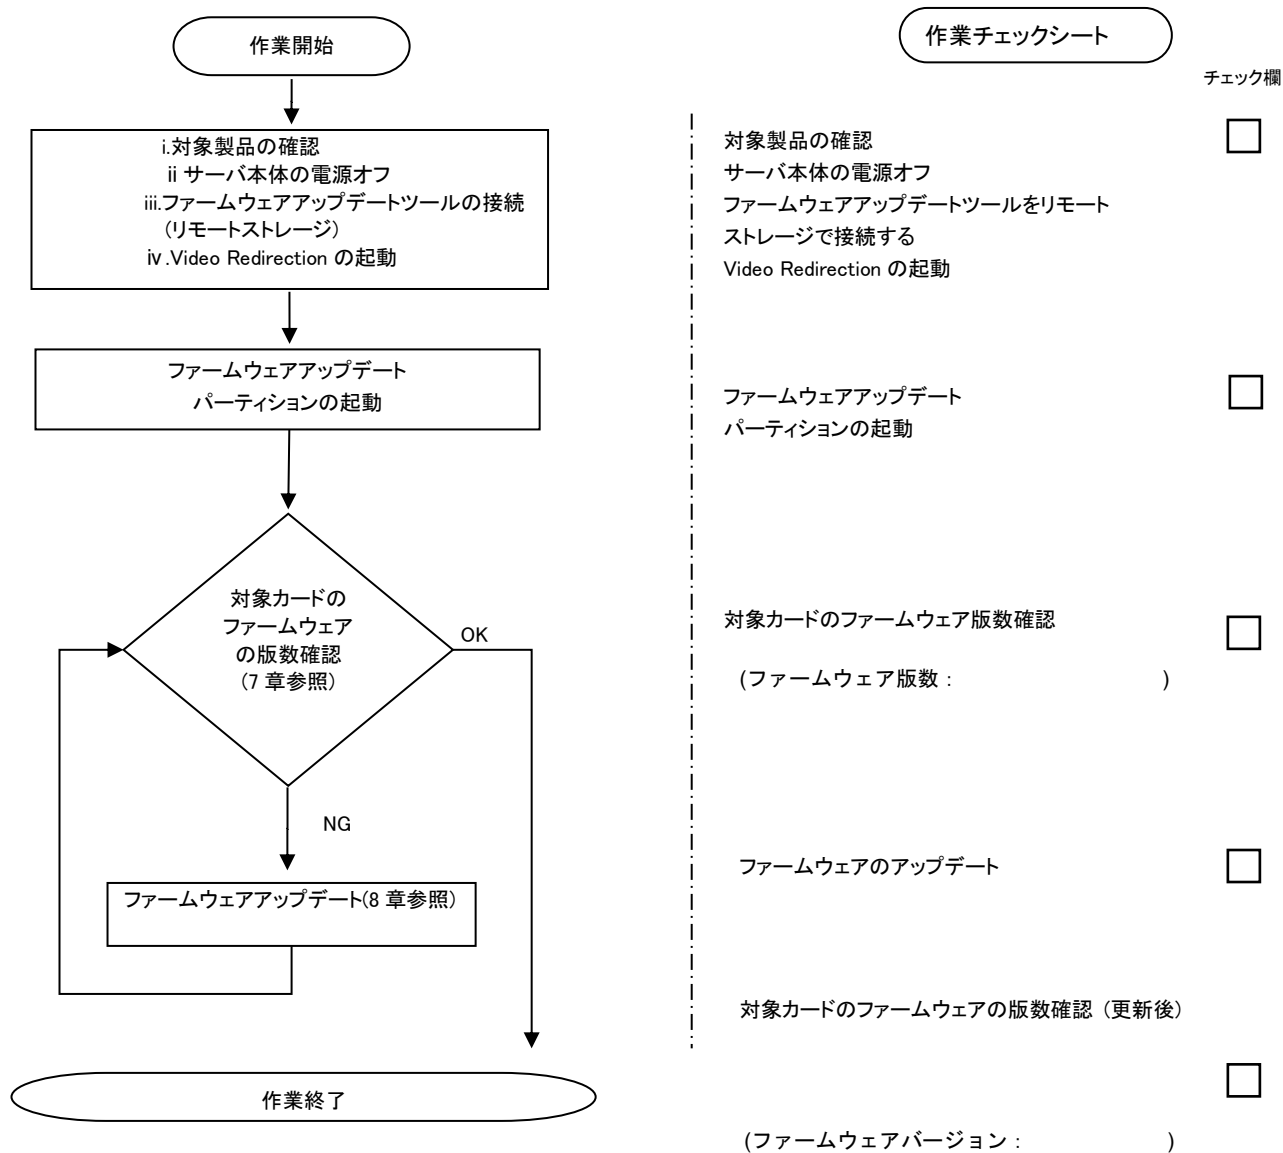 作業開始
i.対象製品の確認
ii サーバ本体の電源オフ
iii.ファームウェアアップデートツールの接続
(リモートストレージ)
iv.Video Redirection の起動
ファームウェアアップデート
パーティションの起動
対象カードの
ファームウェア
の版数確認
(7 章参照)
OK
NG
ファームウェアアップデート(8 章参照)
作業終了
作業チェックシート
チェック欄
対象製品の確認
サーバ本体の電源オフ
ファームウェアアップデートツールをリモート
ストレージで接続する
Video Redirection の起動
ファームウェアアップデート
パーティションの起動
対象カードのファームウェア版数確認
(ファームウェア版数： )
ファームウェアのアップデート
対象カードのファームウェアの版数確認 (更新後)
(ファームウェアバージョン： )